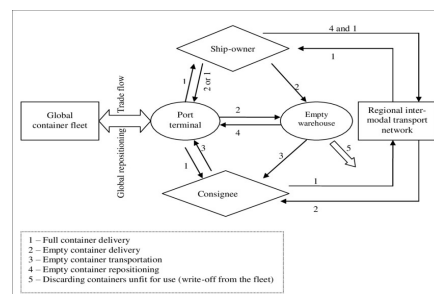 Ship-owner
4 and 1
1
1
2 or 1
2
Global
container fleet
Trade flow
Global repositioning
Port
terminal
2
4
Empty
warehouse
Regional inter-
modal transport
network
5
3
1
3
Consignee
1
2
1 – Full container delivery
2 – Empty container delivery
3 – Empty container transportation
4 – Empty container repositioning
5 – Discarding containers unfit for use (write-off from the fleet)